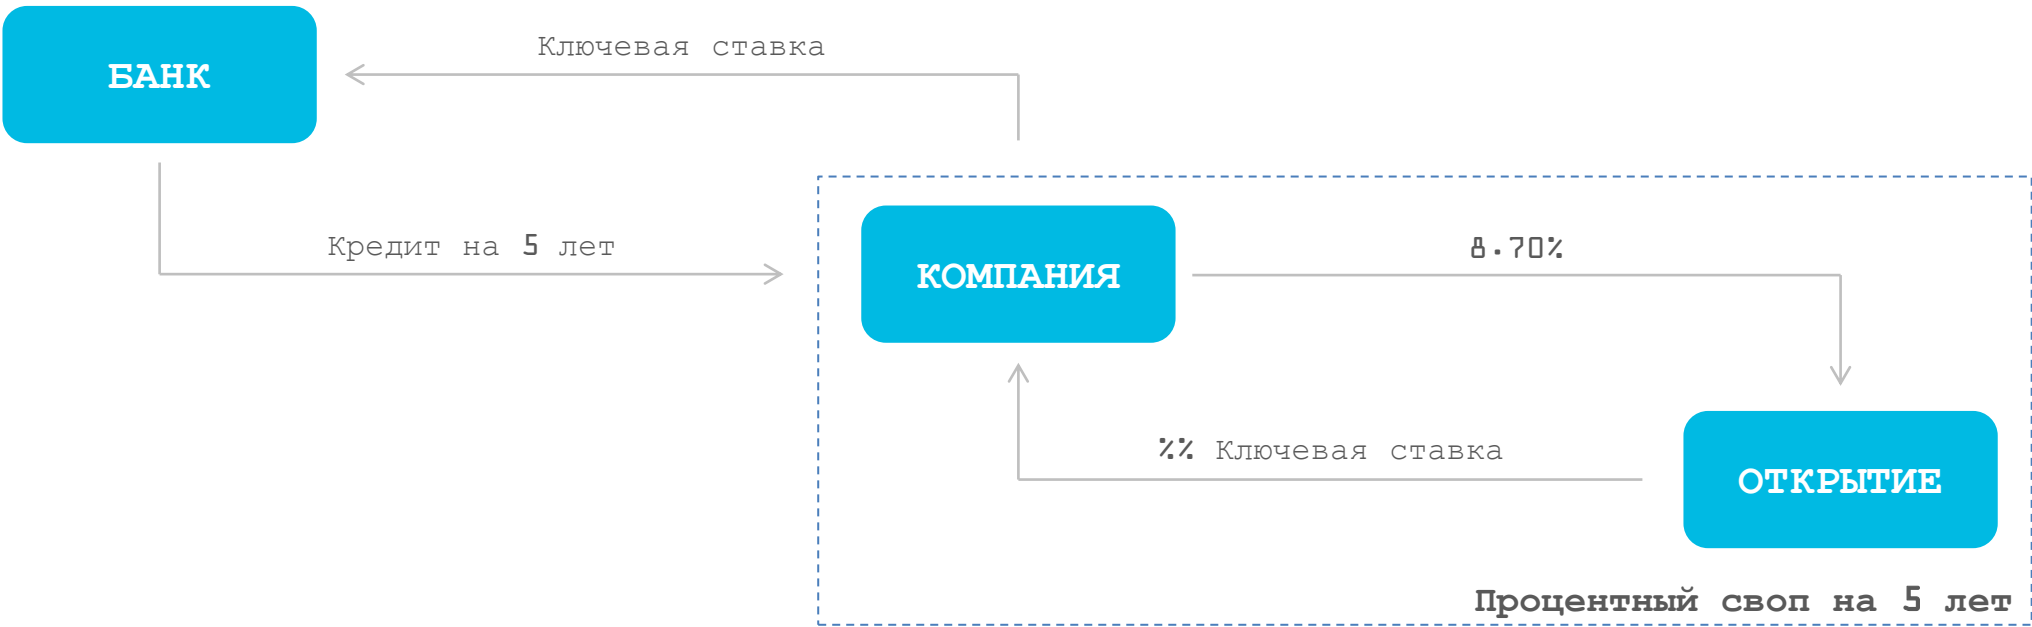 Ключевая ставка
БАНК
Кредит на 5 лет
КОМПАНИЯ
8.70%
%% Ключевая ставка
ОТКРЫТИЕ
Процентный своп на 5 лет